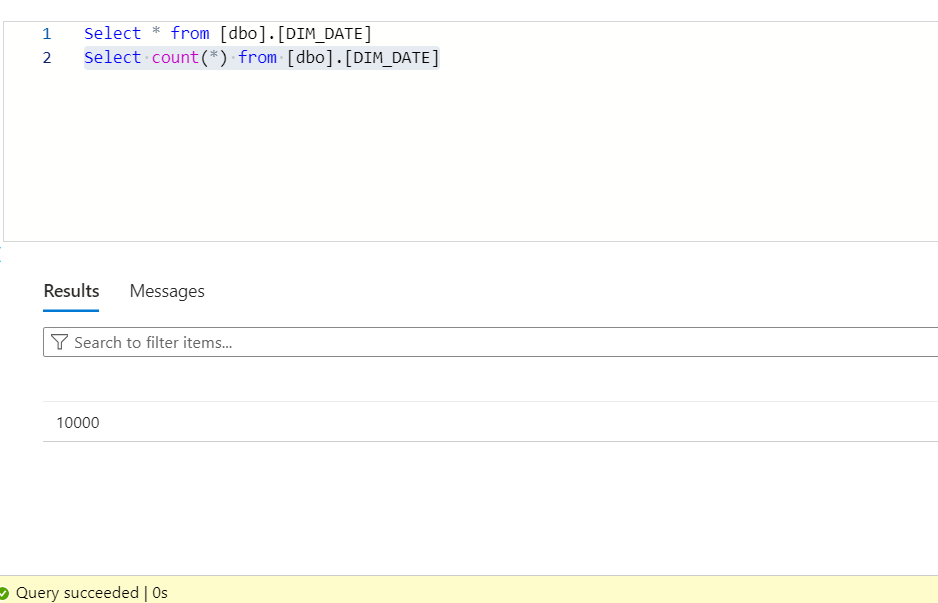 1 Select * from [dbo].[DIM_DATE]
2 Select count(*) from [dbo].[DIM_DATE]
Results Messages
Search to filter items...
10000
Query succeeded | 0s